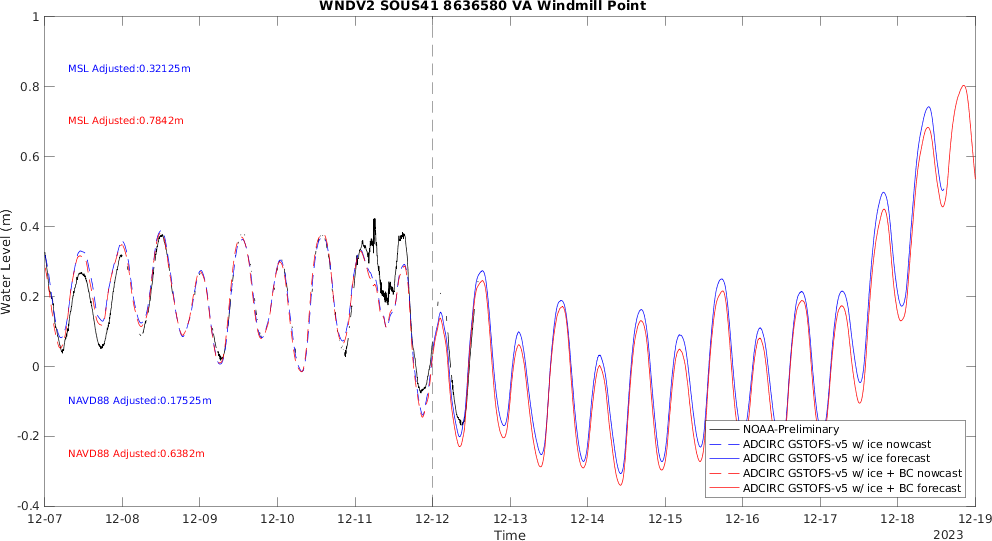 WNDV2 SOUS41 8636580 VA Windmill Point
MSL Adjusted:0.32125m
MSL Adjusted:0.7842m
NAVD88 Adjusted:0.17525m
NAVD88 Adjusted:0.6382m
Water Level (m)
1
0.8
0.6
0.4
0.2
0
-0.2
-0.4
NOAA-Preliminary
ADCIRC GSTOFS-v5 w/ ice nowcast
ADCIRC GSTOFS-v5 w/ ice forecast
ADCIRC GSTOFS-v5 w/ ice + BC nowcast
ADCIRC GSTOFS-v5 w/ ice + BC forecast
12-07 12-08 12-09 12-10 12-11 12-12 12-13 12-14 12-15 12-16 12-17 12-18 12-19
Time
2023